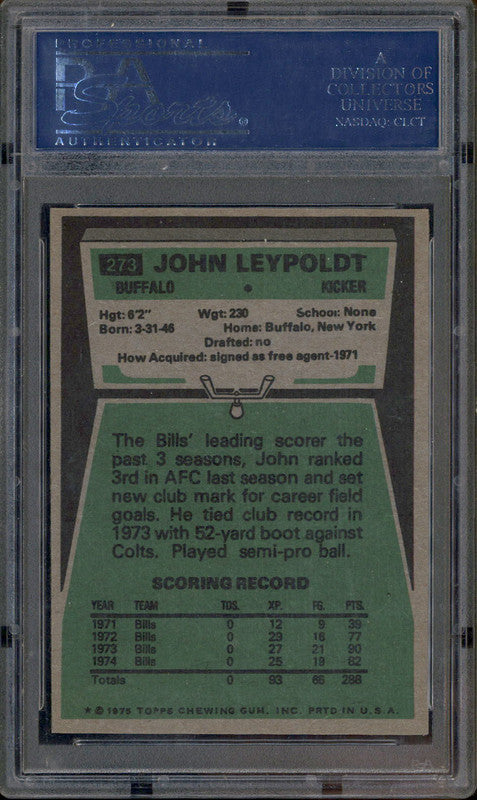 PROFESSIONAL
PSA
Sports®
AUTHENTICATOR
A
DIVISION OF
COLLECTORS
UNIVERSE
NASDAQ: CLCT
273 JOHN LEYPOLDT
BUFFALO • KICKER
Hgt: 6'2" Wgt: 230 School: None
Born: 3-31-46 Home: Buffalo, New York
Drafted: no
How Acquired: signed as free agent-1971
The Bills' leading scorer the
past 3 seasons, John ranked
3rd in AFC last season and set
new club mark for career field
goals. He tied club record in
1973 with 52-yard boot against
Colts. Played semi-pro ball.
SCORING RECORD
YEAR TEAM TDS. XP. FG. PTS.
1971 Bills 0 12 9 39
1972 Bills 0 29 16 77
1973 Bills 0 27 21 90
1974 Bills 0 25 19 82
Totals 0 93 65 288
★ © 1975 TOPPS CHEWING GUM, INC. PRTD IN U.S.A.